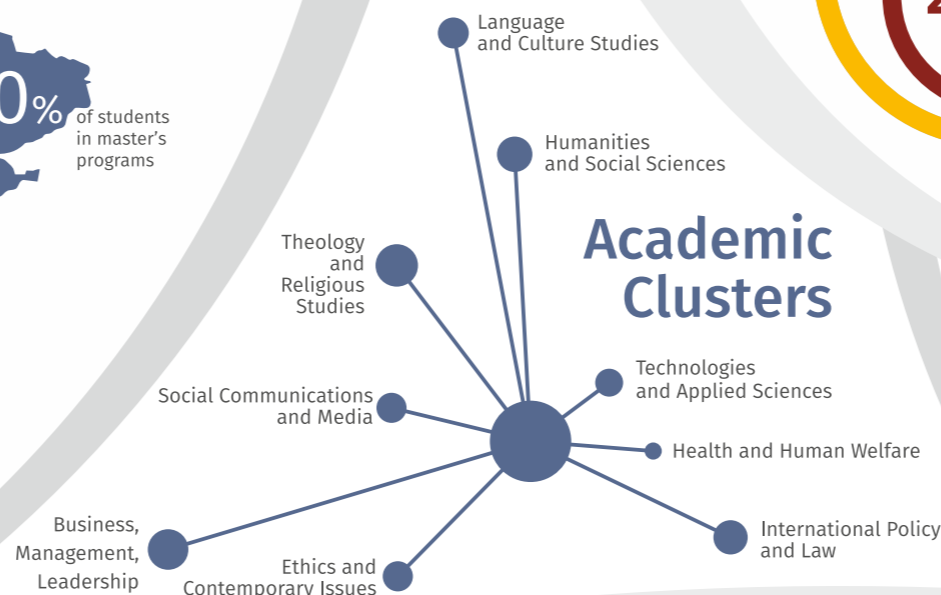 Language
and Culture Studies
0% of students
in master's
programs
Humanities
and Social Sciences
Academic
Clusters
Theology
and
Religious
Studies
Technologies
and Applied Sciences
Social Communications
and Media
Health and Human Welfare
Business,
Management,
Leadership
International Policy
and Law
Ethics and
Contemporary Issues